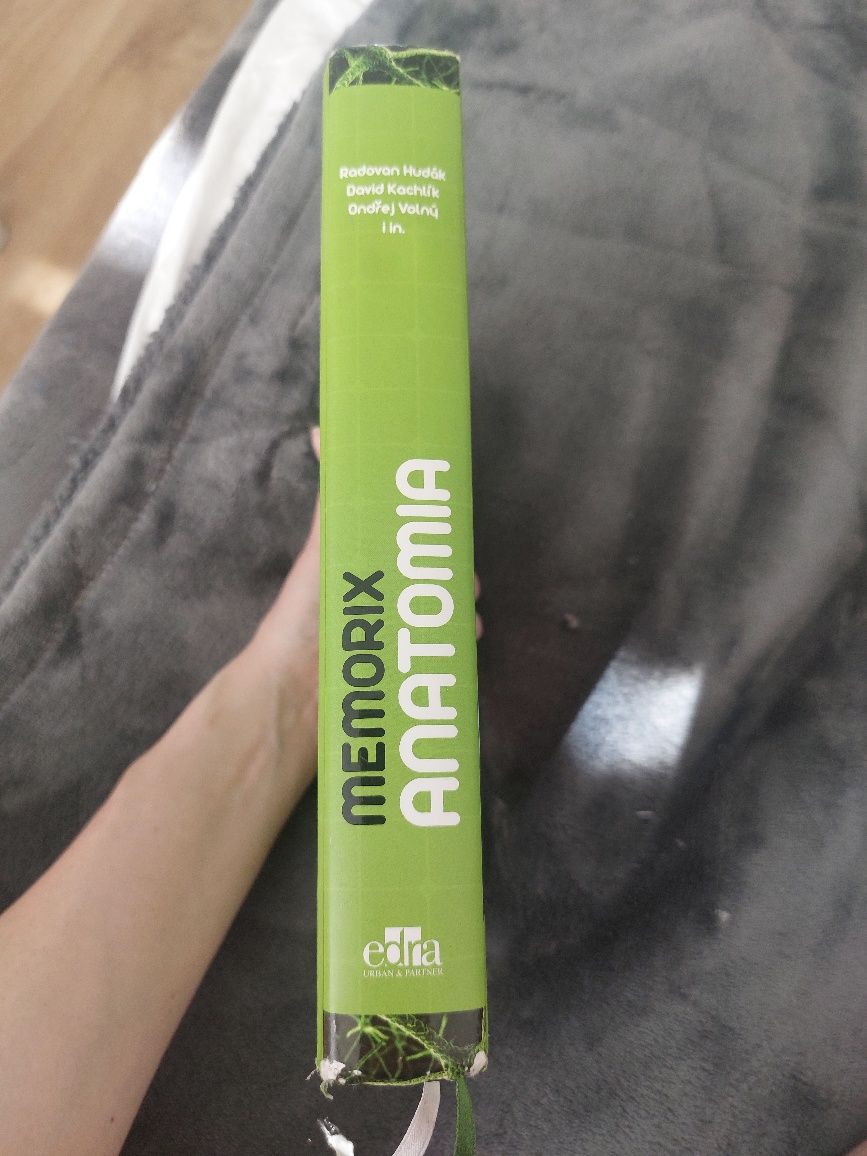 Radovan Hudák
David Kachlík
Ondřej Volný
i in.
MEMORIX
ANATOMIA
edra
URBAN & PARTNER